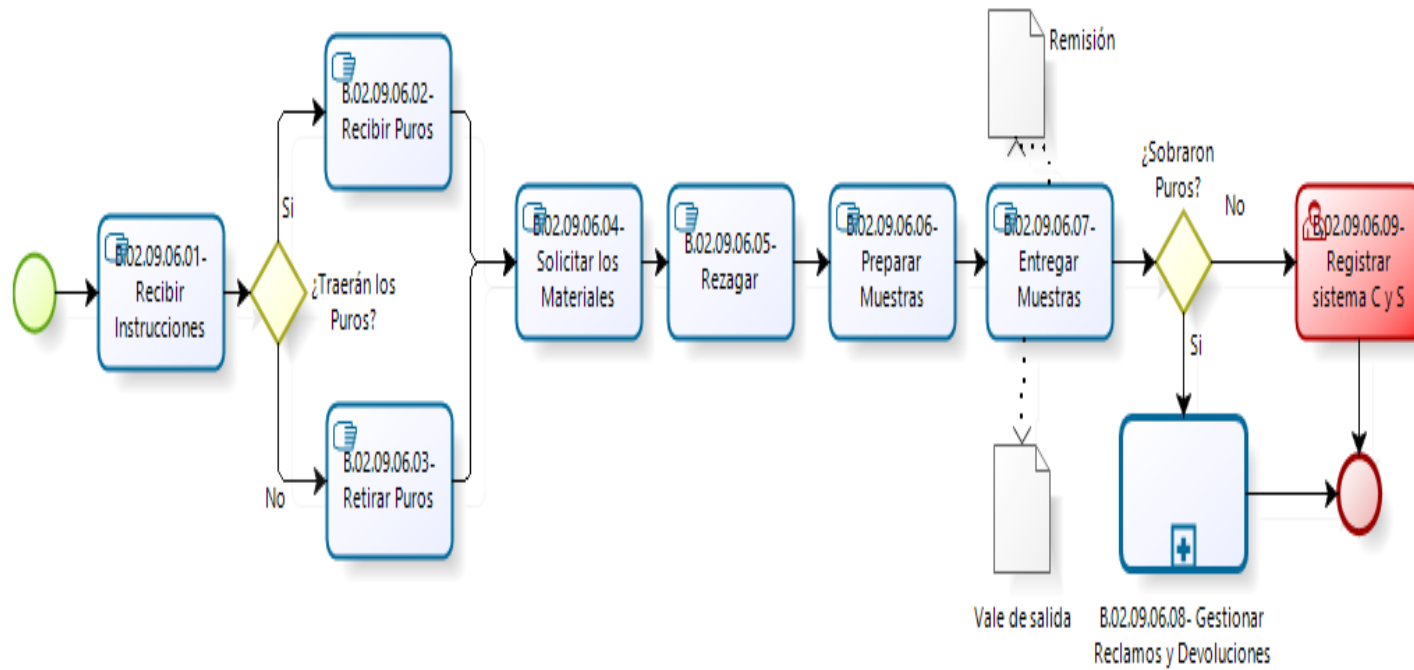 B.02.09.06.01-
Recibir
Instrucciones
¿Traerán los
Puros?
Si
B.02.09.06.02-
Recibir Puros
No
B.02.09.06.03-
Retirar Puros
B.02.09.06.04-
Solicitar los
Materiales
B.02.09.06.05-
Rezagar
B.02.09.06.06-
Preparar
Muestras
B.02.09.06.07-
Entregar
Muestras
Remisión
Vale de salida
¿Sobraron
Puros?
No
Si
B.02.09.06.09-
Registrar
sistema C y S
B.02.09.06.08- Gestionar
Reclamos y Devoluciones